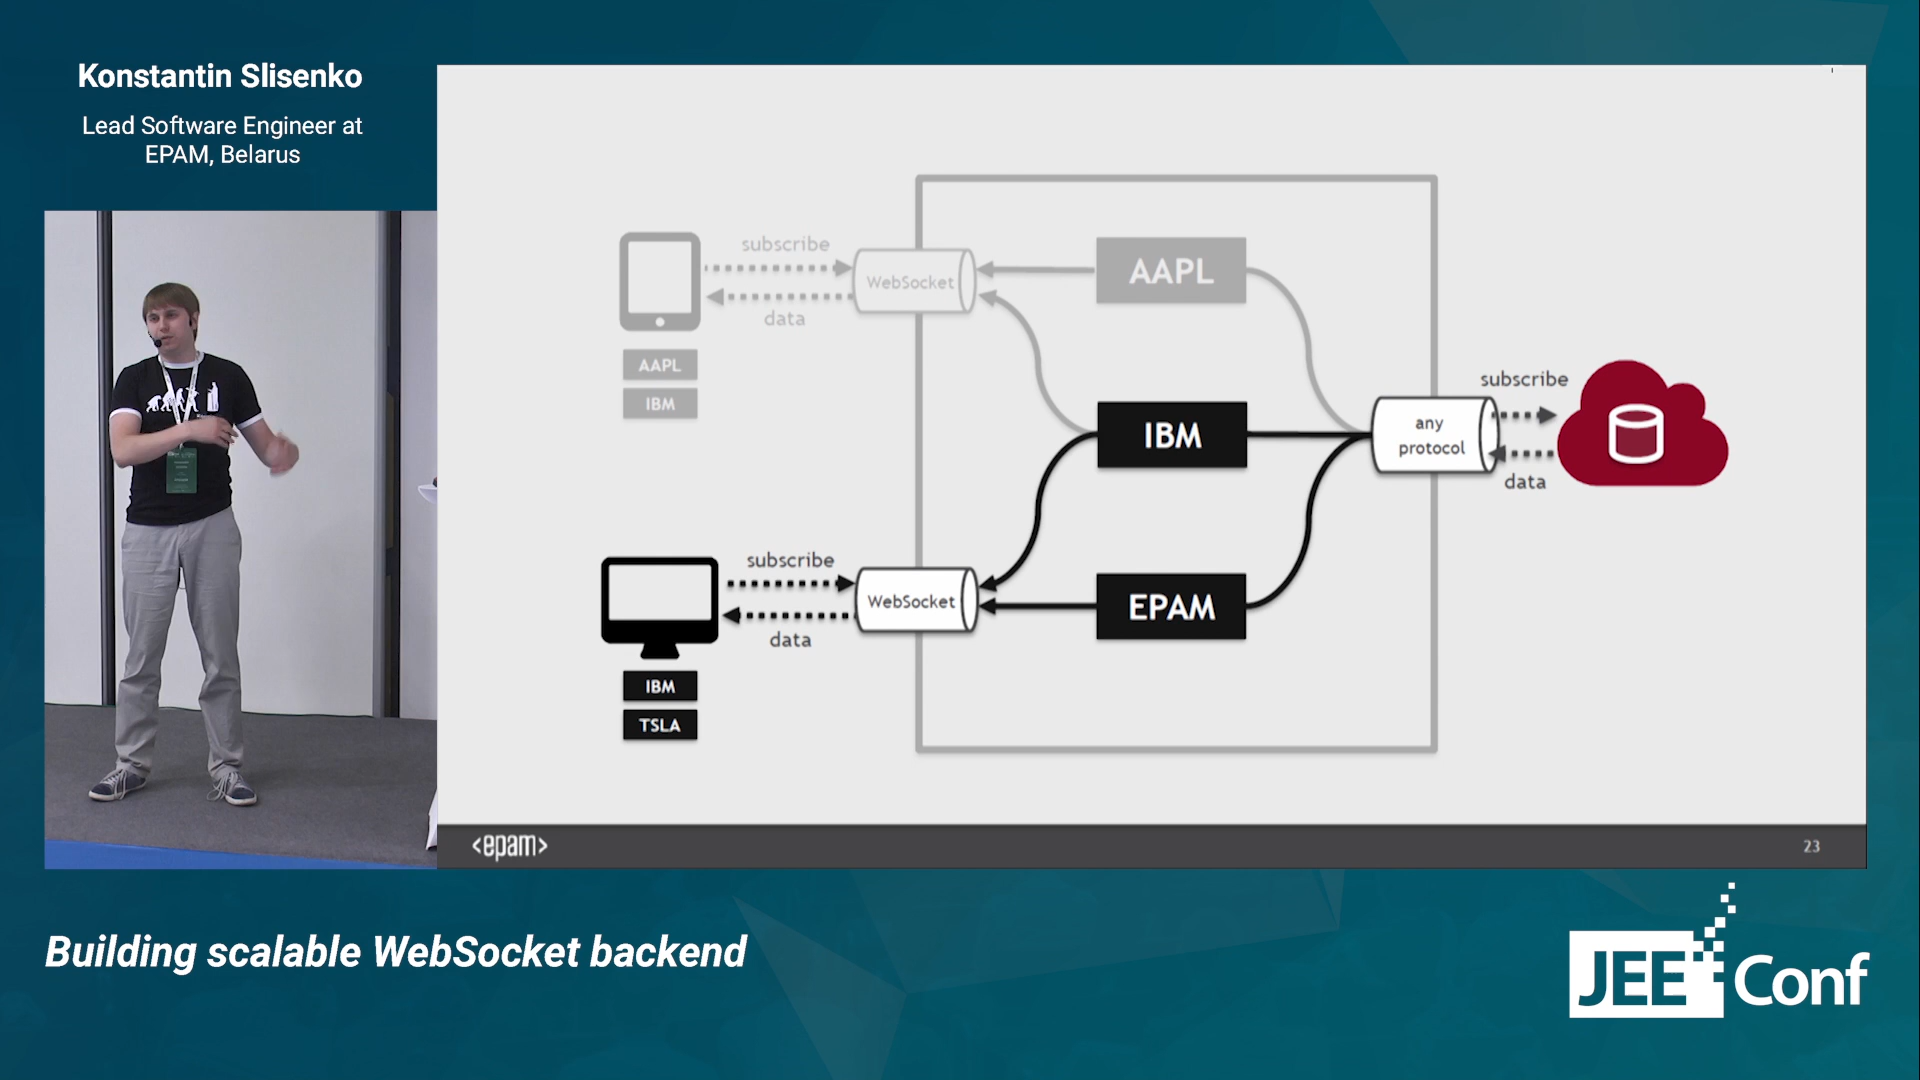 Konstantin Slisenko
Lead Software Engineer at
EPAM, Belarus
subscribe
WebSocket
data
AAPL
IBM
AAPL
IBM
EPAM
subscribe
any
protocol
data
subscribe
WebSocket
data
IBM
TSLA
<epam>
23
Building scalable WebSocket backend
JEE Conf